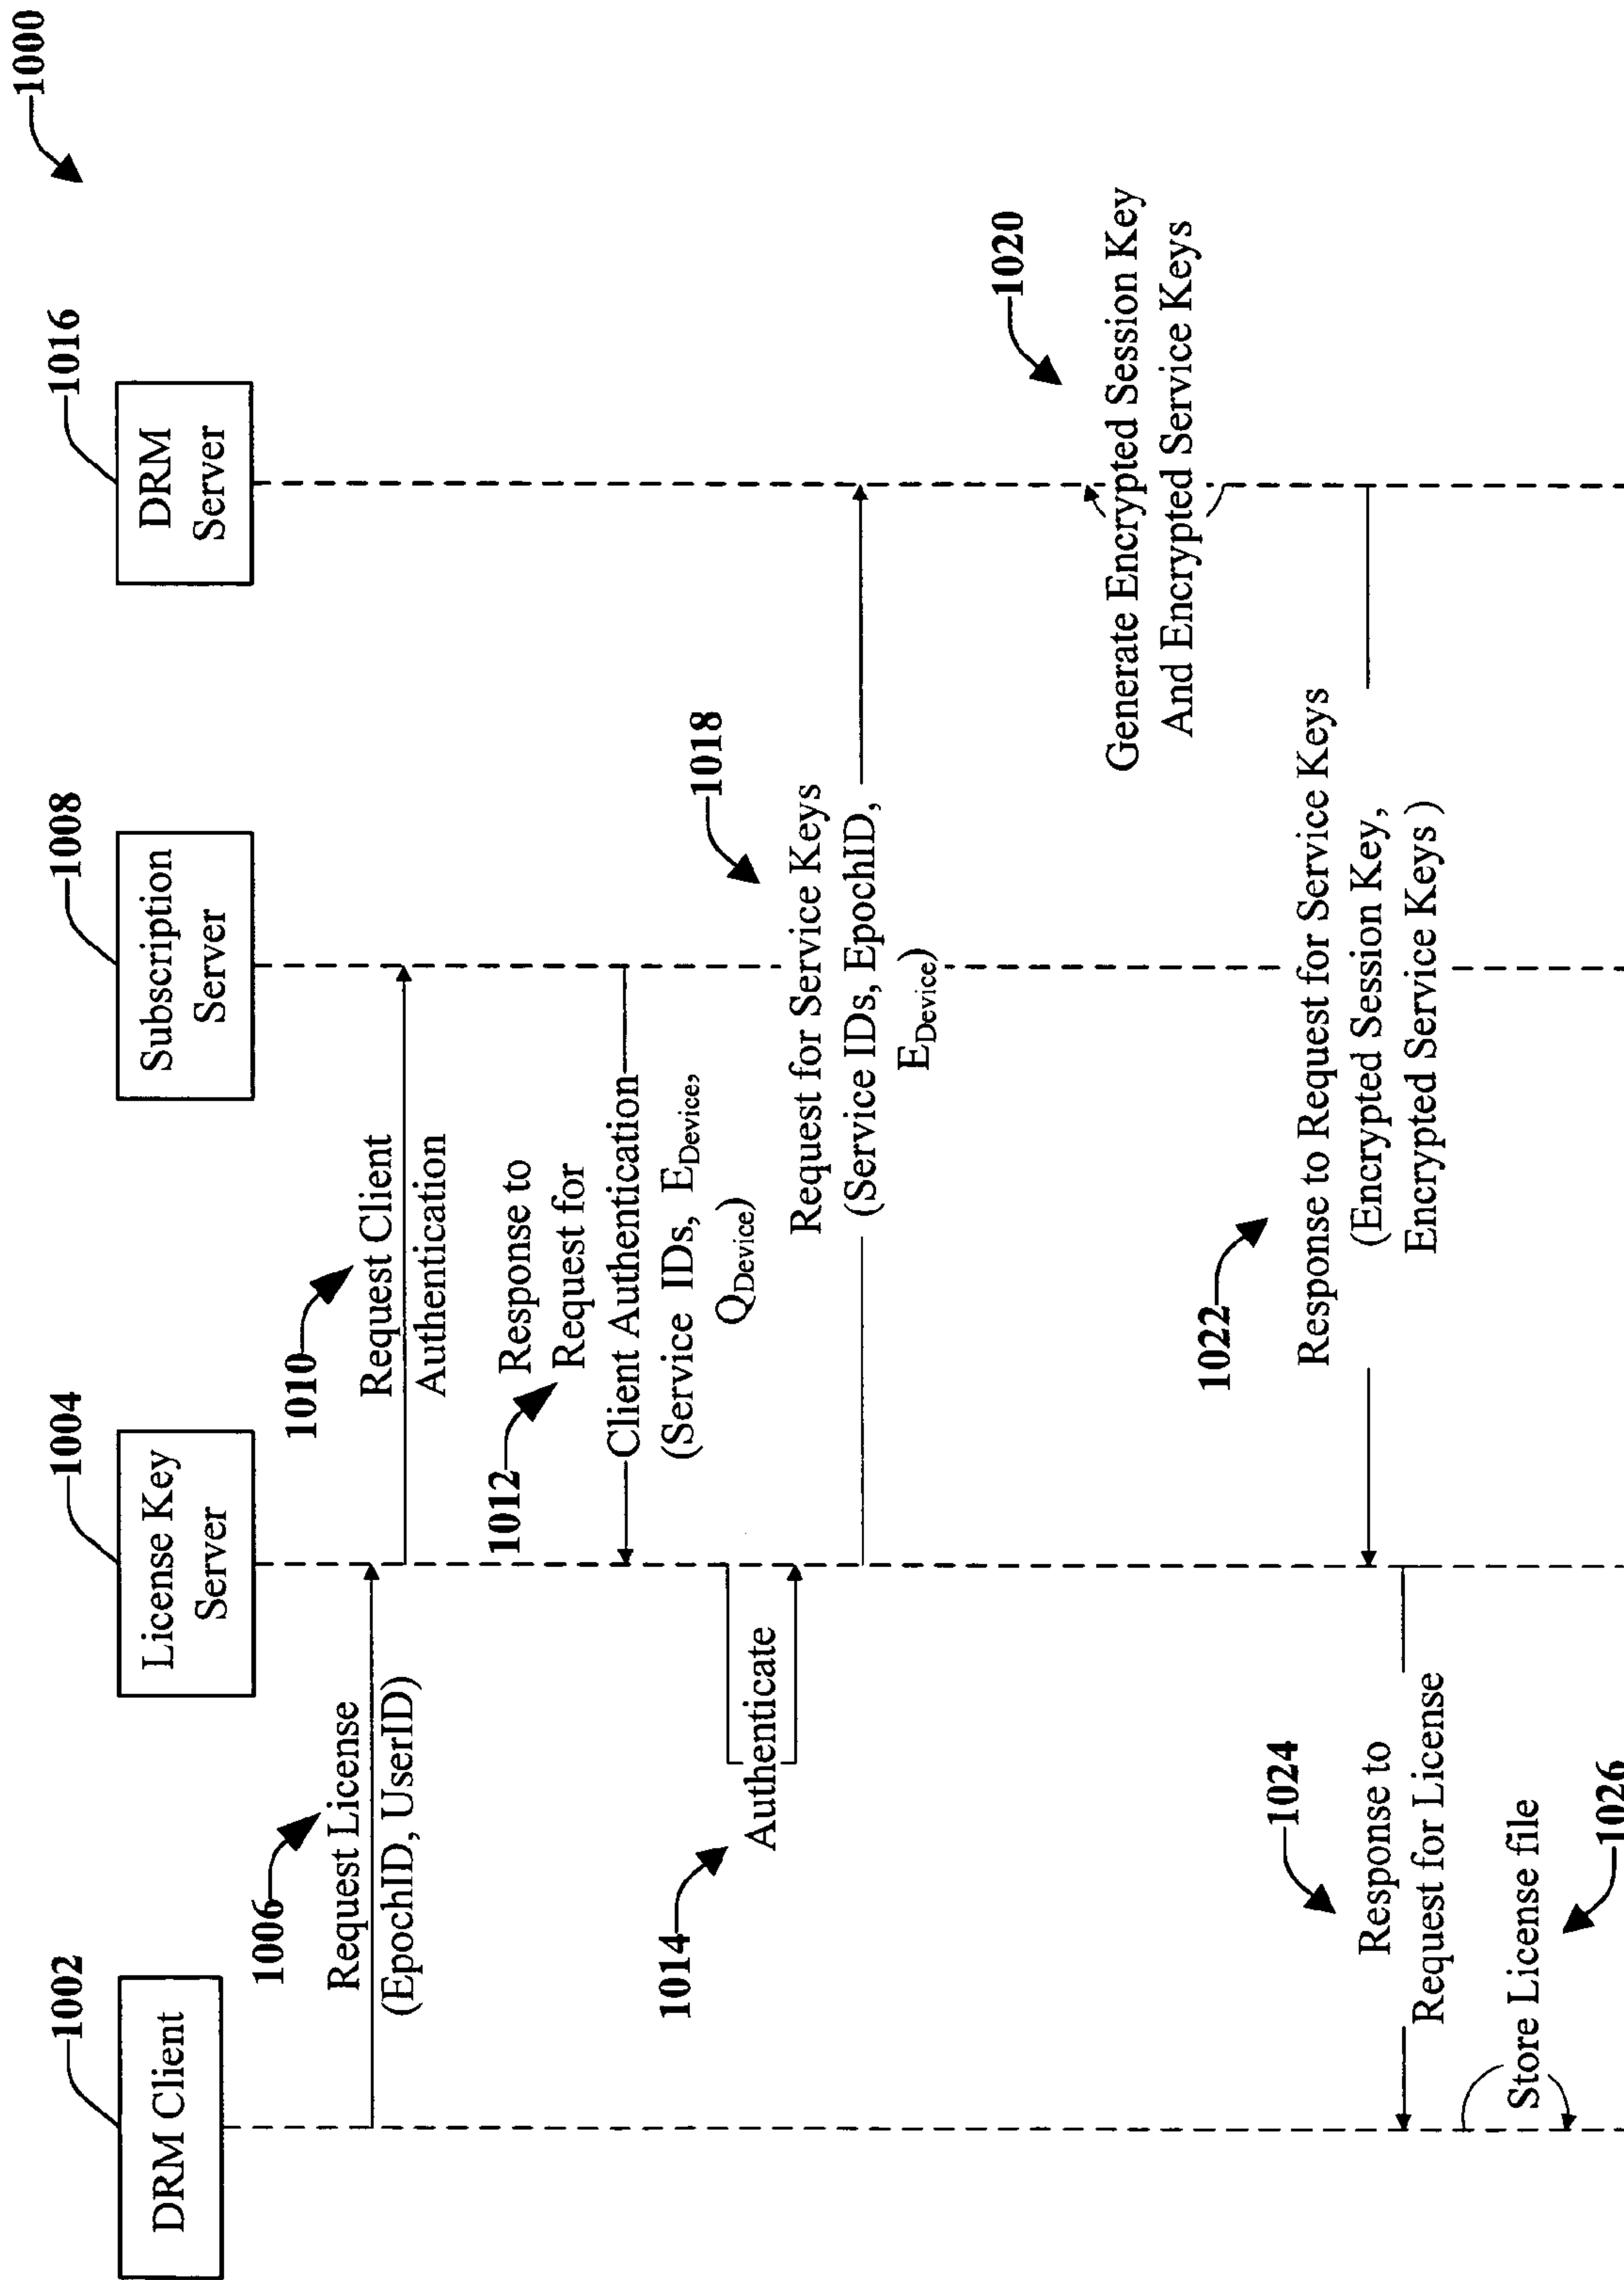 1000
1002
DRM Client
1004
License Key
Server
1008
Subscription
Server
1016
DRM
Server
1006
Request License
(EpochID, UserID)
1010
Request Client
Authentication
1012
Response to
Request for
Client Authentication
(Service IDs, EDevice,
QDevice)
1014
Authenticate
1018
Request for Service Keys
(Service IDs, EpochID,
EDevice)
1020
Generate Encrypted Session Key
And Encrypted Service Keys
1022
Response to Request for Service Keys
(Encrypted Session Key,
Encrypted Service Keys )
1024
Response to
Request for License
Store License file
1026